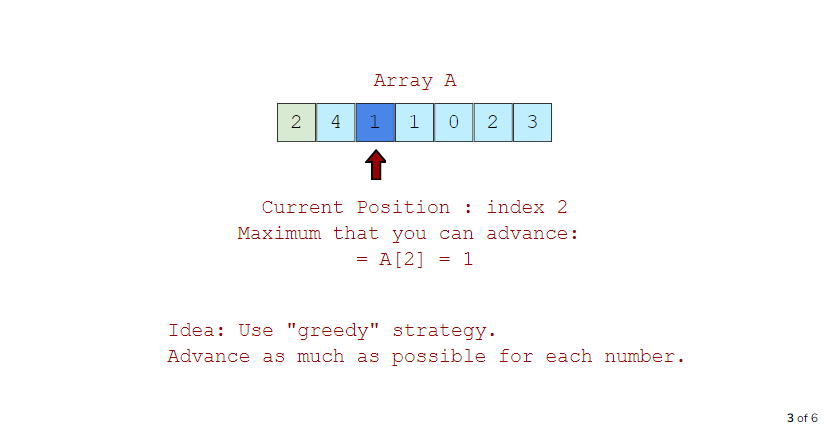 Array A
2 4 1 1 0 2 3
Current Position : index 2
Maximum that you can advance:
= A[2] = 1
Idea: Use "greedy" strategy.
Advance as much as possible for each number.
3 of 6